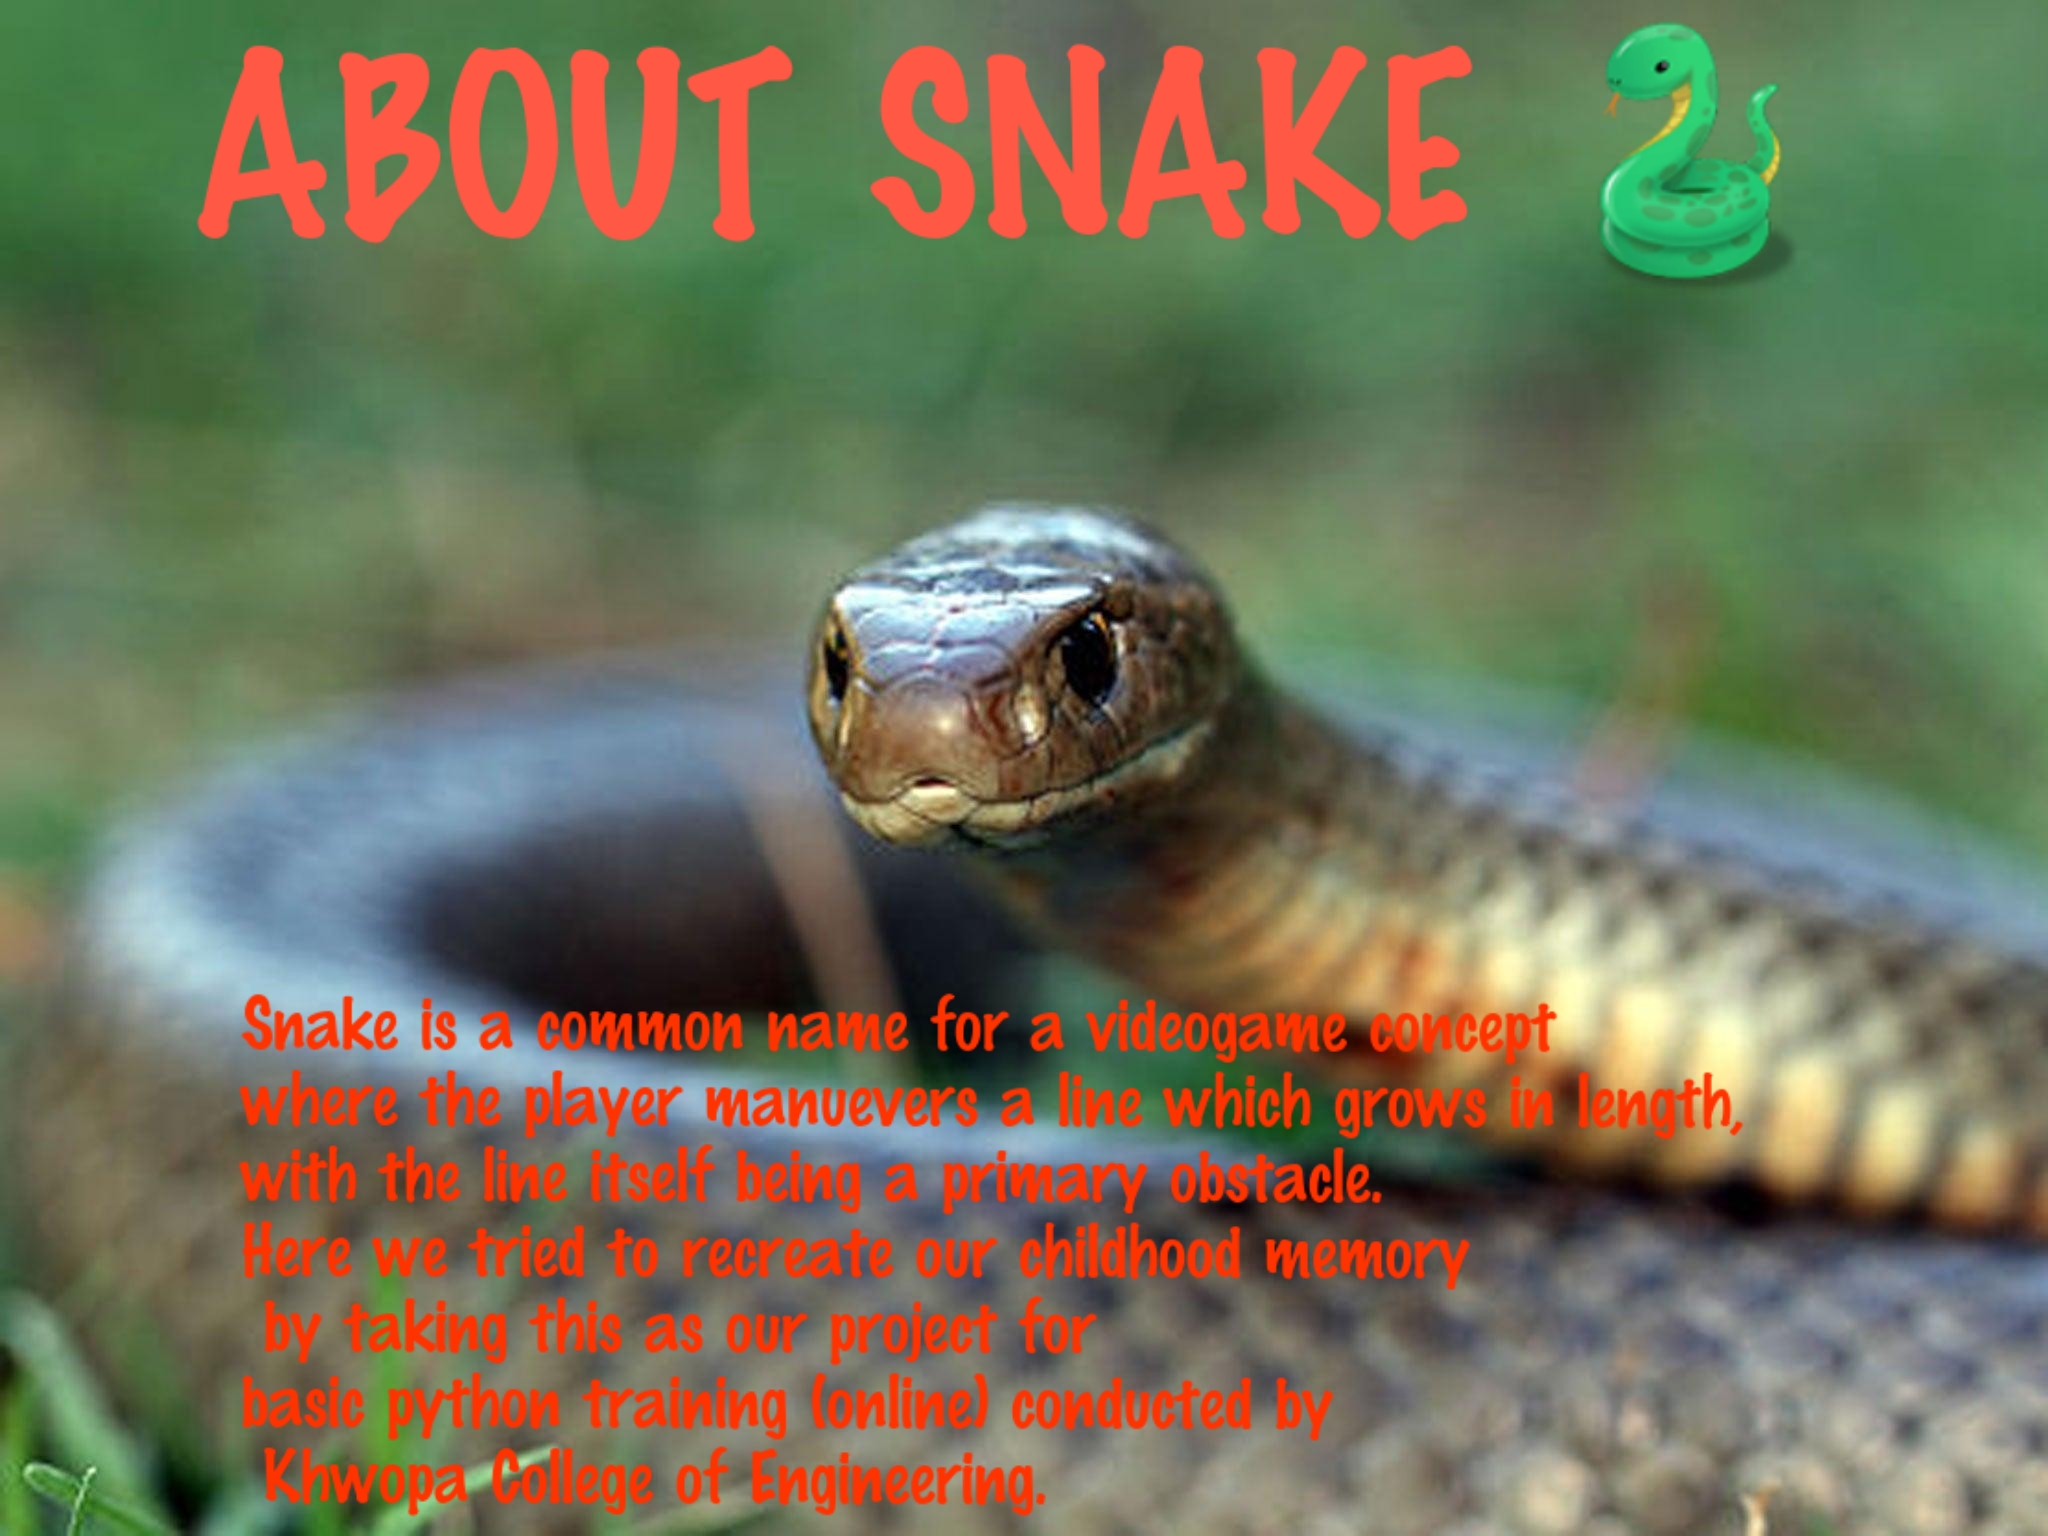 ABOUT SNAKE
Snake is a common name for a videogame concept
where the player manuevers a line which grows in length,
with the line itself being a primary obstacle.
Here we tried to recreate our childhood memory
by taking this as our project for
basic python training (online) conducted by
Khwopa College of Engineering.